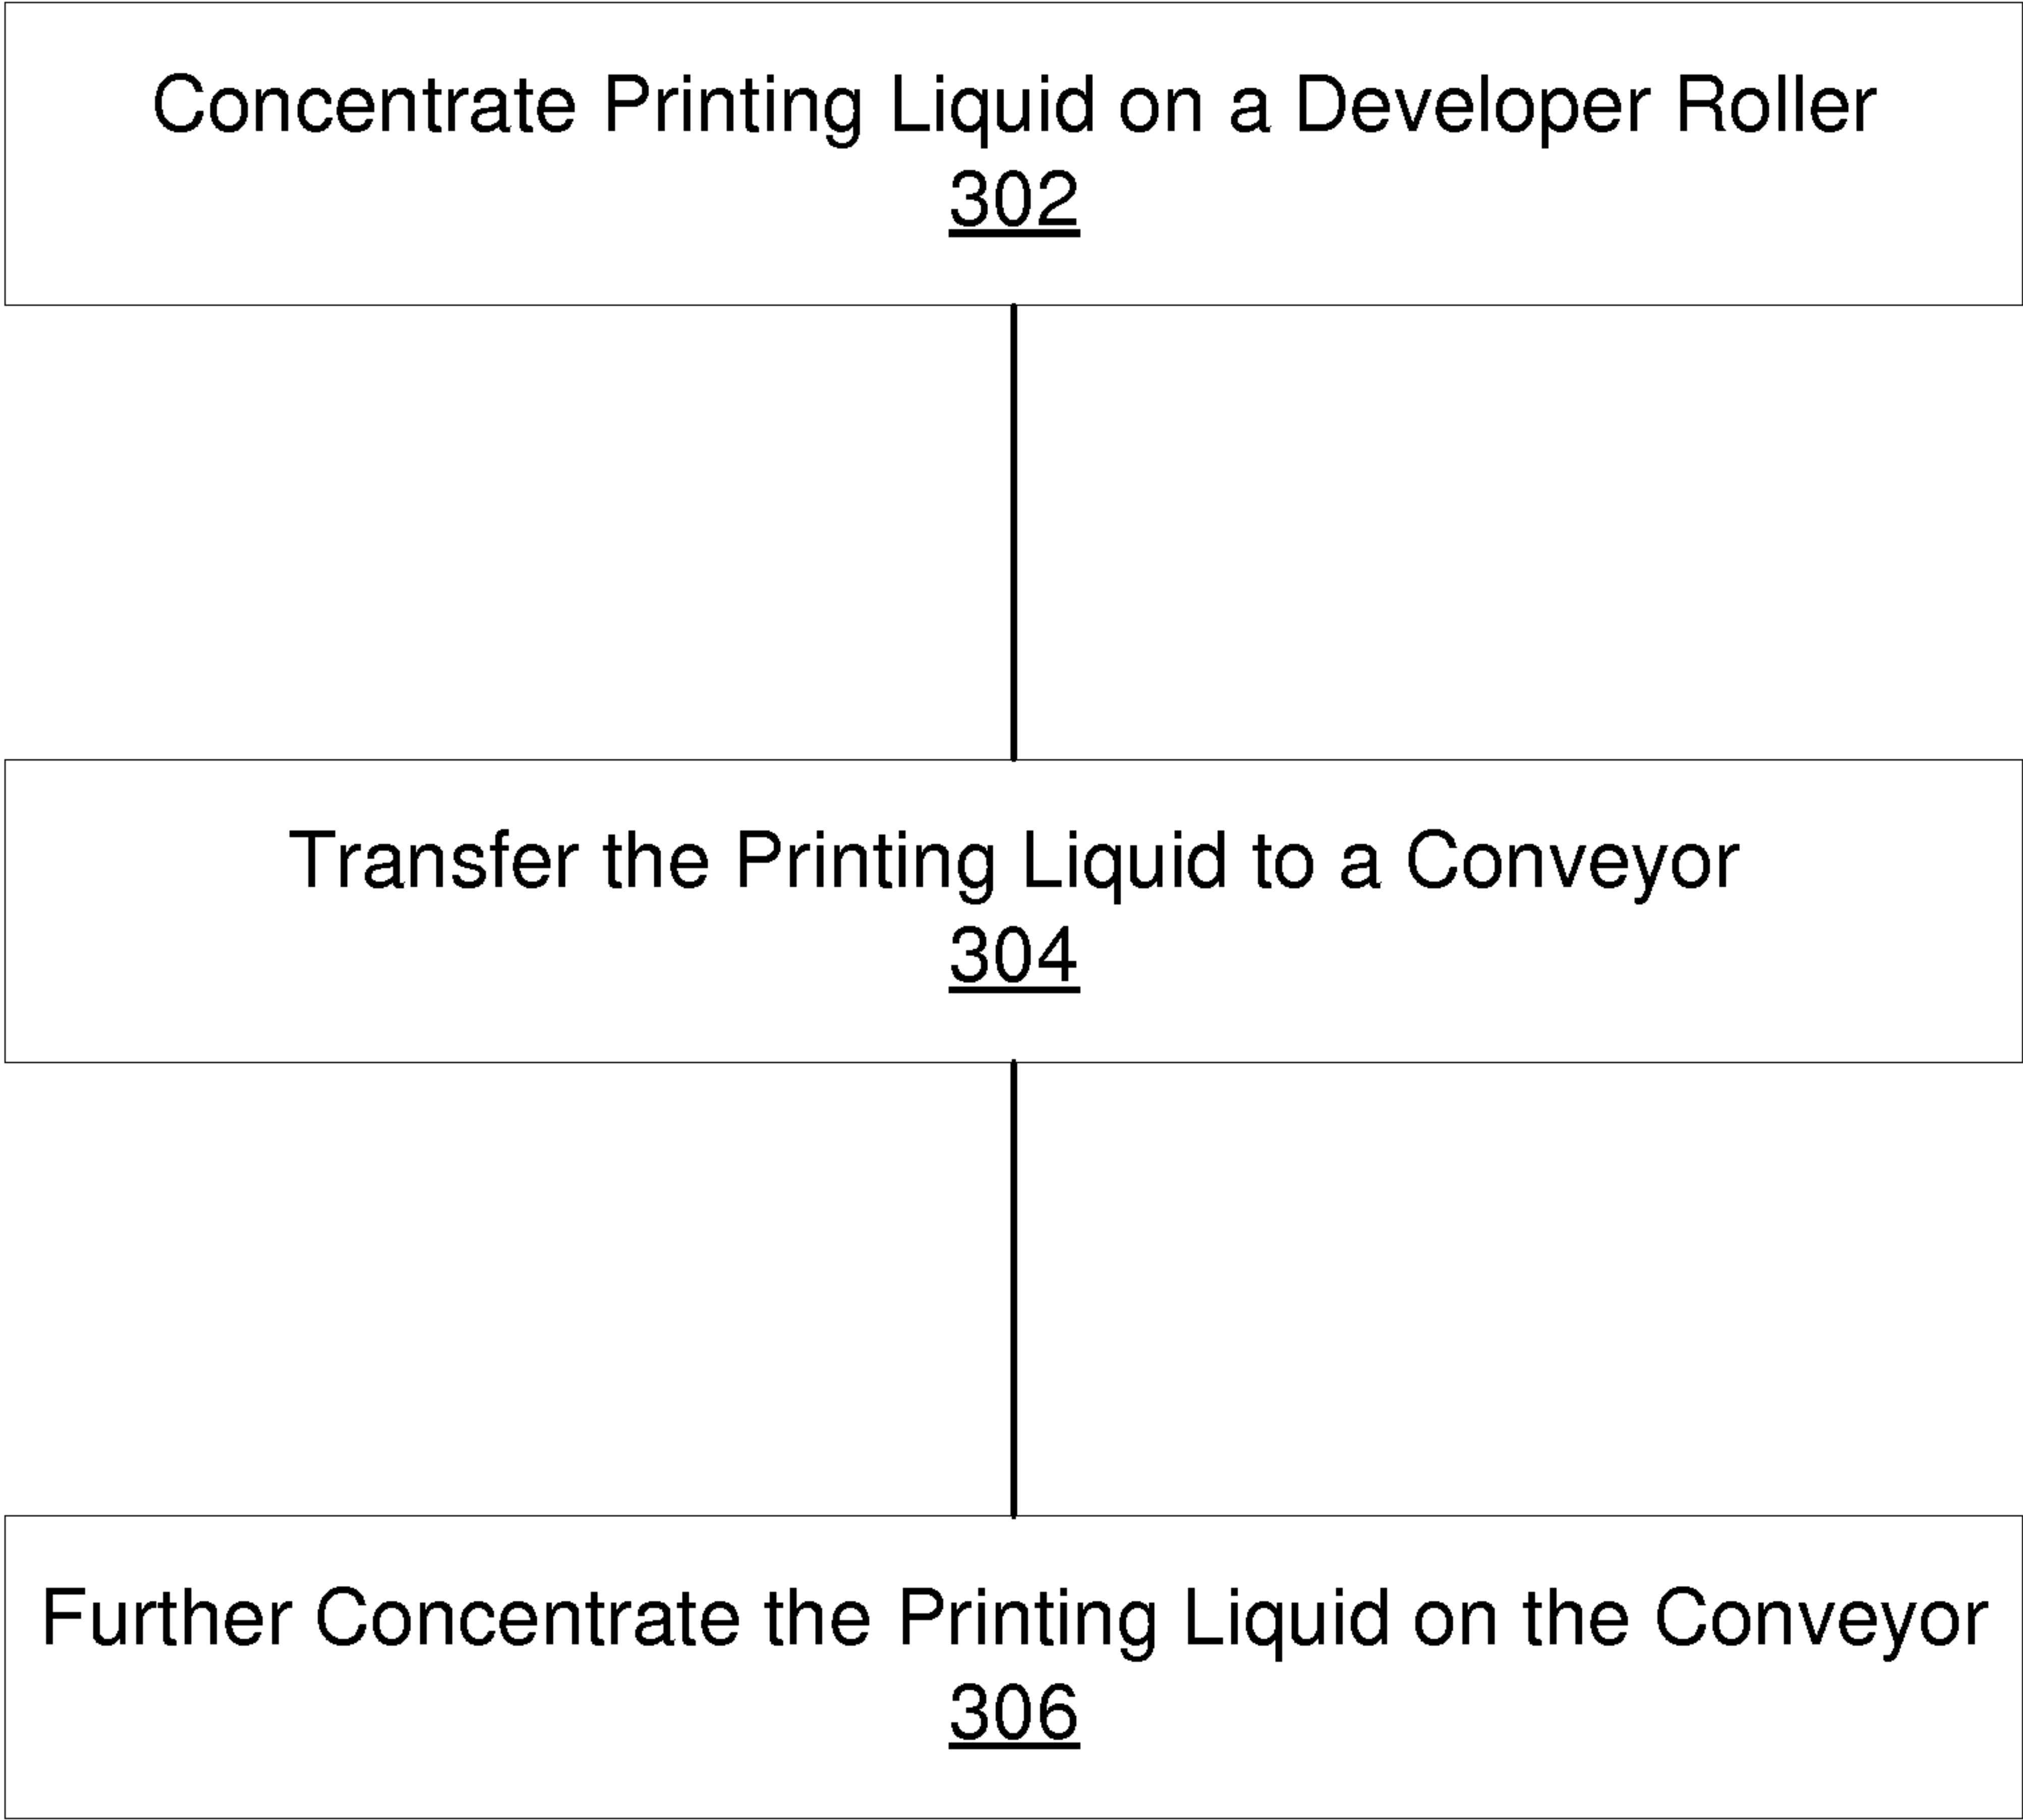 Concentrate Printing Liquid on a Developer Roller
302
Transfer the Printing Liquid to a Conveyor
304
Further Concentrate the Printing Liquid on the Conveyor
306